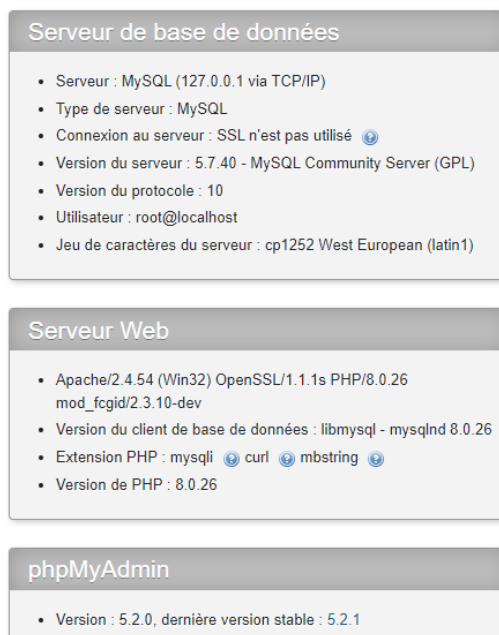 Serveur de base de données
Serveur : MySQL (127.0.0.1 via TCP/IP)
Type de serveur : MySQL
Connexion au serveur : SSL n'est pas utilisé
Version du serveur : 5.7.40 - MySQL Community Server (GPL)
Version du protocole : 10
Utilisateur : root@localhost
Jeu de caractères du serveur : cp1252 West European (latin1)
Serveur Web
Apache/2.4.54 (Win32) OpenSSL/1.1.1s PHP/8.0.26
mod_fcgid/2.3.10-dev
Version du client de base de données : libmysql - mysqlnd 8.0.26
Extension PHP : mysqli curl mbstring
Version de PHP : 8.0.26
phpMyAdmin
Version : 5.2.0, dernière version stable : 5.2.1